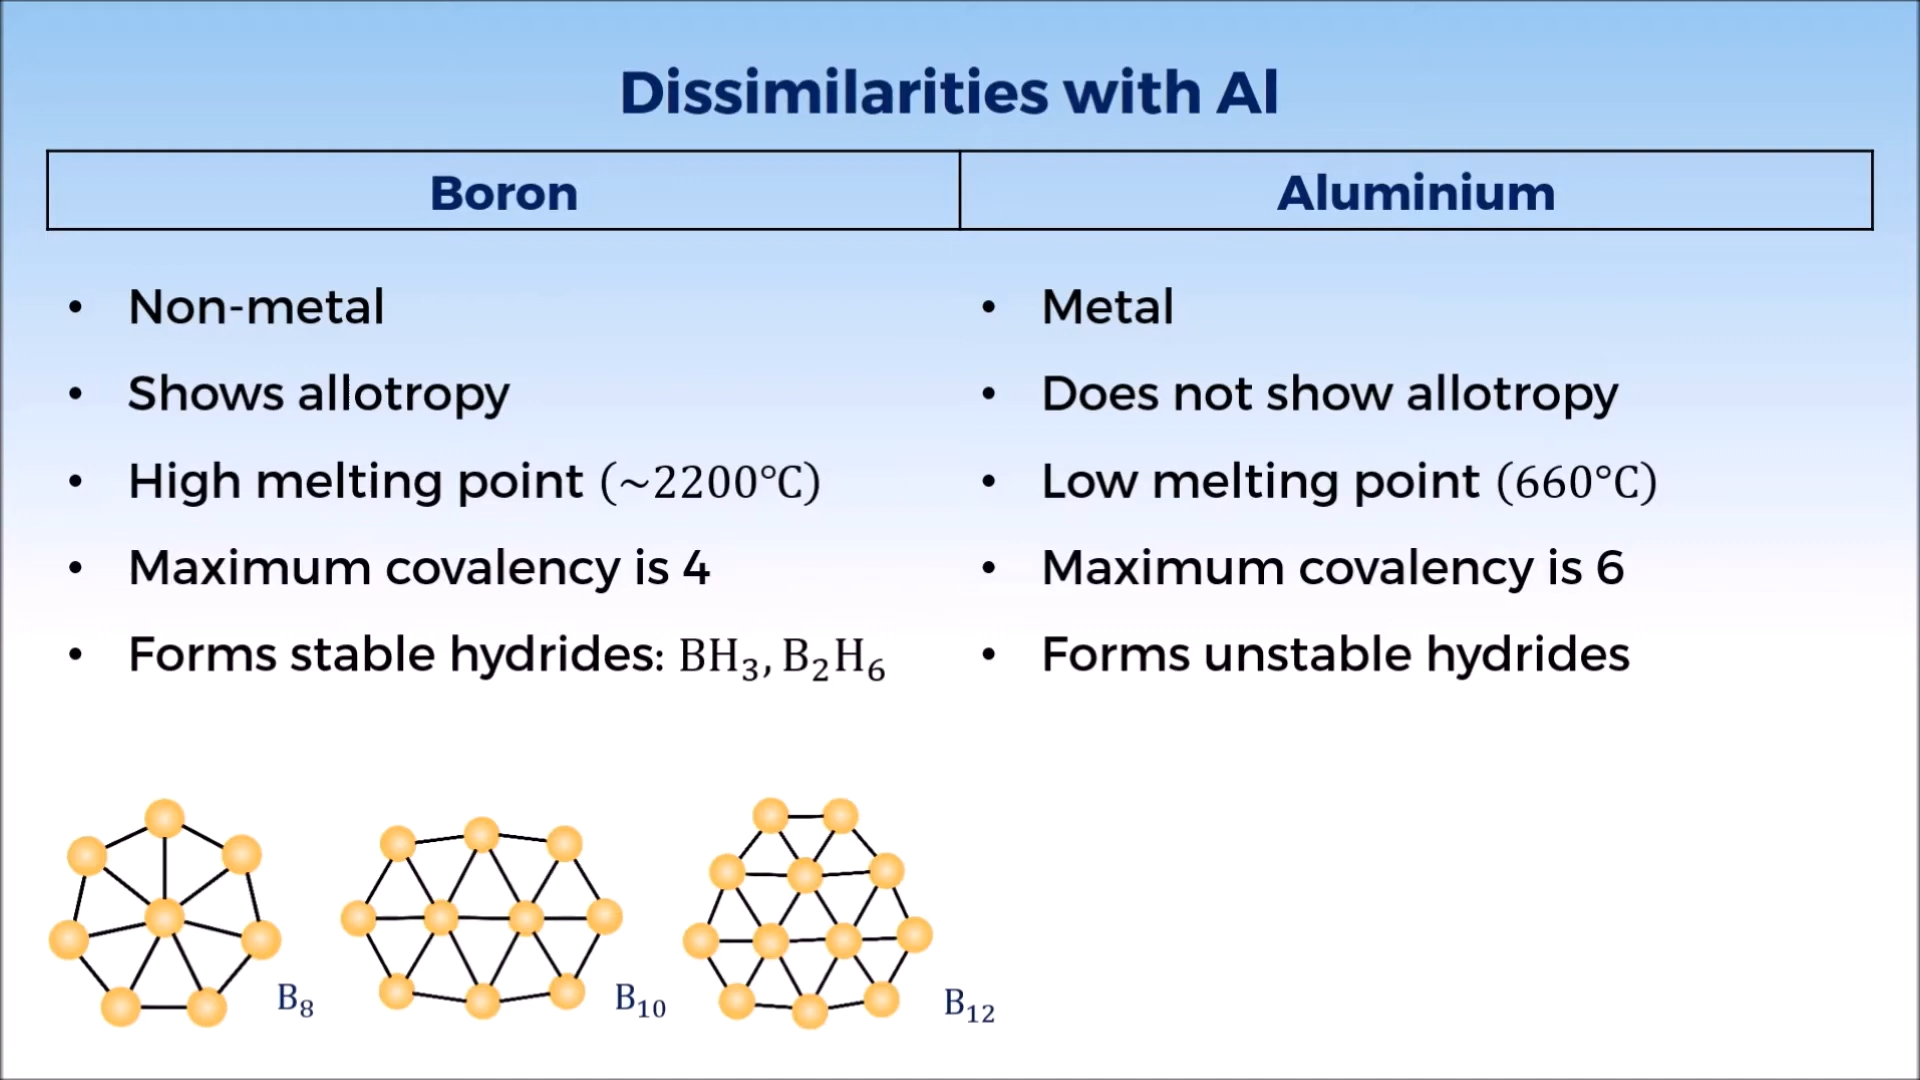 Dissimilarities with Al
Boron
Aluminium
• Non-metal
• Shows allotropy
• High melting point (~2200°C)
• Maximum covalency is 4
• Forms stable hydrides: BH₃, B₂H₆
• Metal
• Does not show allotropy
• Low melting point (660°C)
• Maximum covalency is 6
• Forms unstable hydrides
B₈
B₁₀
B₁₂